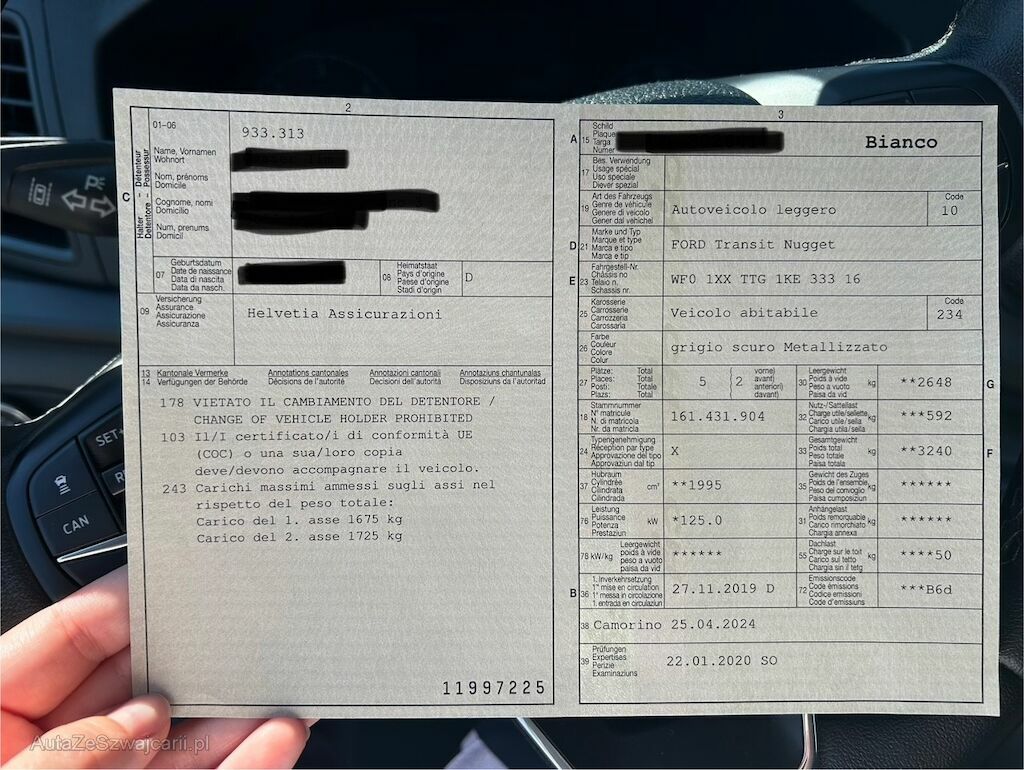 2
01-06
933.313
Détenteur – Possessur
Halter – Detentore
C
Name, Vornamen
Wohnort
Nom, prénoms
Domicile
Cognome, nomi
Domicilio
Num, prenums
Domicil
07
Geburtsdatum
Date de naissance
Data di nascita
Data da nasch.
08
Heimatstaat
Pays d'origine
Paese d'origine
Stadi d'origin
D
09
Versicherung
Assurance
Assicurazione
Assicuranza
Helvetia Assicurazioni
13 Kantonale Vermerke Annotations cantonales Annotazioni cantonali Annotaziuns chantunalas
14 Verfügungen der Behörde Décisions de l'autorité Decisioni dell'autorità Disposiziuns da l'autoritad
178 VIETATO IL CAMBIAMENTO DEL DETENTORE /
CHANGE OF VEHICLE HOLDER PROHIBITED
103 Il/I certificato/i di conformità UE
(COC) o una sua/loro copia
deve/devono accompagnare il veicolo.
243 Carichi massimi ammessi sugli assi nel
rispetto del peso totale:
Carico del 1. asse 1675 kg
Carico del 2. asse 1725 kg
11997225
3
A
15
Schild
Plaque
Targa
Numer
Bianco
17
Bes. Verwendung
Usage spécial
Uso speciale
Diever spezial
19
Art des Fahrzeugs
Genre de véhicule
Genere di veicolo
Gener dal vehichel
Autoveicolo leggero
Code
10
D
21
Marke und Typ
Marque et type
Marca e tipo
Marca e tip
FORD Transit Nugget
E
23
Fahrgestell-Nr.
Châssis no
Telaio n.
Schassis nr.
WF0 1XX TTG 1KE 333 16
25
Karosserie
Carrosserie
Carrozzeria
Carossaria
Veicolo abitabile
Code
234
26
Farbe
Couleur
Colore
Colur
grigio scuro Metallizzato
27
Plätze: Total
Places: Total
Posti: Totale
Plazs: Total
5
2
vorne)
avant)
anteriori)
davant)
30
Leergewicht
Poids à vide
Peso a vuoto
Paisa da vid
kg
**2648
G
18
Stammnummer
N° matricule
N. di matricola
Nr. da matricla
161.431.904
32
Nutz-/Sattellast
Charge utile/sellette
Carico utile/sella
Chargia utila/sella
kg
***592
24
Typengenehmigung
Réception par type
Approvazione del tipo
Approvaziun dal tip
X
33
Gesamtgewicht
Poids total
Peso totale
Paisa totala
kg
**3240
F
37
Hubraum
Cylindrée
Cilindrata
Cilindrada
cm³
**1995
35
Gewicht des Zuges
Poids de l'ensemble
Peso del convoglio
Paisa cumposiziun
kg
******
76
Leistung
Puissance
Potenza
Prestaziun
kW
*125.0
31
Anhängelast
Poids remorquable
Carico rimorchiato
Chargia annexa
kg
******
78 kW/kg
Leergewicht
poids à vide
peso a vuoto
paisa da vid
******
55
Dachlast
Charge sur le toit
Carico sul tetto
Chargia sin il tetg
kg
****50
B
36
1. Inverkehrsetzung
1re mise en circulation
1a messa in circolazione
1. entrada en circulaziun
27.11.2019 D
72
Emissionscode
Code émissions
Codice emissioni
Code d'emissiuns
***B6d
38
Camorino 25.04.2024
39
Prüfungen
Expertises
Perizie
Examinaziuns
22.01.2020 SO
SET+
CAN
AutaZeSzwajcarii.pl